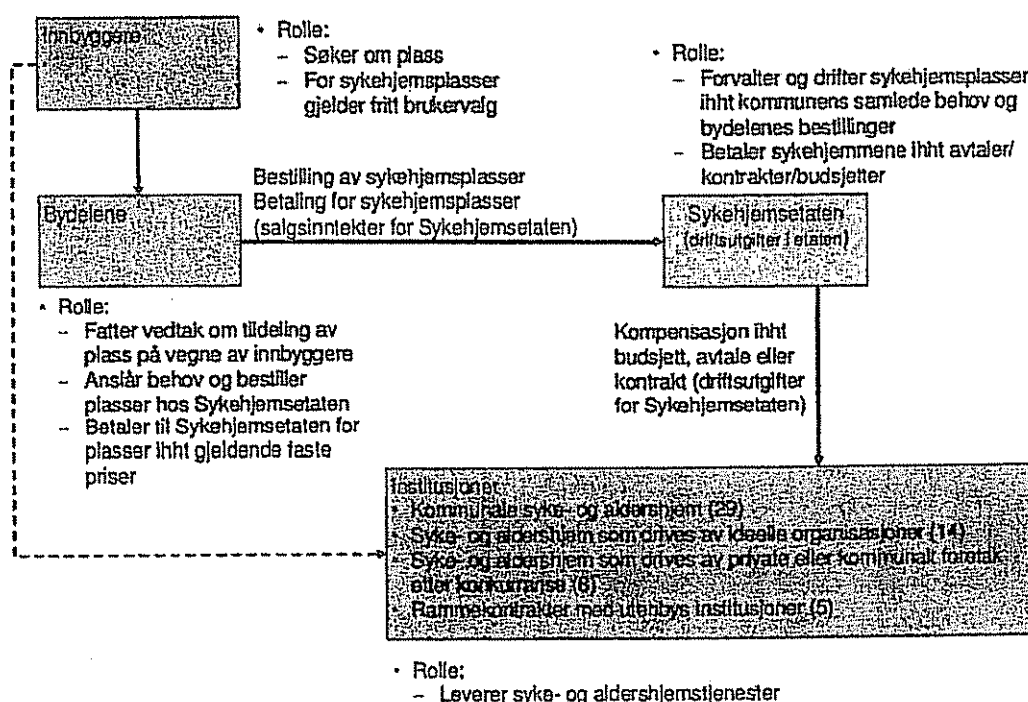 Innbyggere
• Rolle:
– Søker om plass
– For sykehjemsplasser
gjelder fritt brukervalg
• Rolle:
– Forvalter og drifter sykehjemsplasser
ihht kommunens samlede behov og
bydelenes bestillinger
– Betaler sykehjemmene ihht avtaler/
kontrakter/budsjetter
Bydelene
Bestilling av sykehjemsplasser
Betaling for sykehjemsplasser
(salgsinntekter for Sykehjemsetaten)
Sykehjemsetaten
(driftsutgifter i etaten)
• Rolle:
– Fatter vedtak om tildeling av
plass på vegne av innbyggere
– Anslår behov og bestiller
plasser hos Sykehjemsetaten
– Betaler til Sykehjemsetaten for
plasser ihht gjeldende faste
priser
Kompensasjon ihht
budsjett, avtale eller
kontrakt (driftsutgifter
for Sykehjemsetaten)
Institusjoner
• Kommunale syke- og aldershjem (29)
• Syke- og aldershjem som drives av ideelle organisasjoner (14)
• Syke- og aldershjem som drives av private eller kommunalt foretak
etter konkurranse
• Rammekontrakter med utenbys institusjoner (5)
• Rolle:
– Leverer syke- og aldershjemstjenester